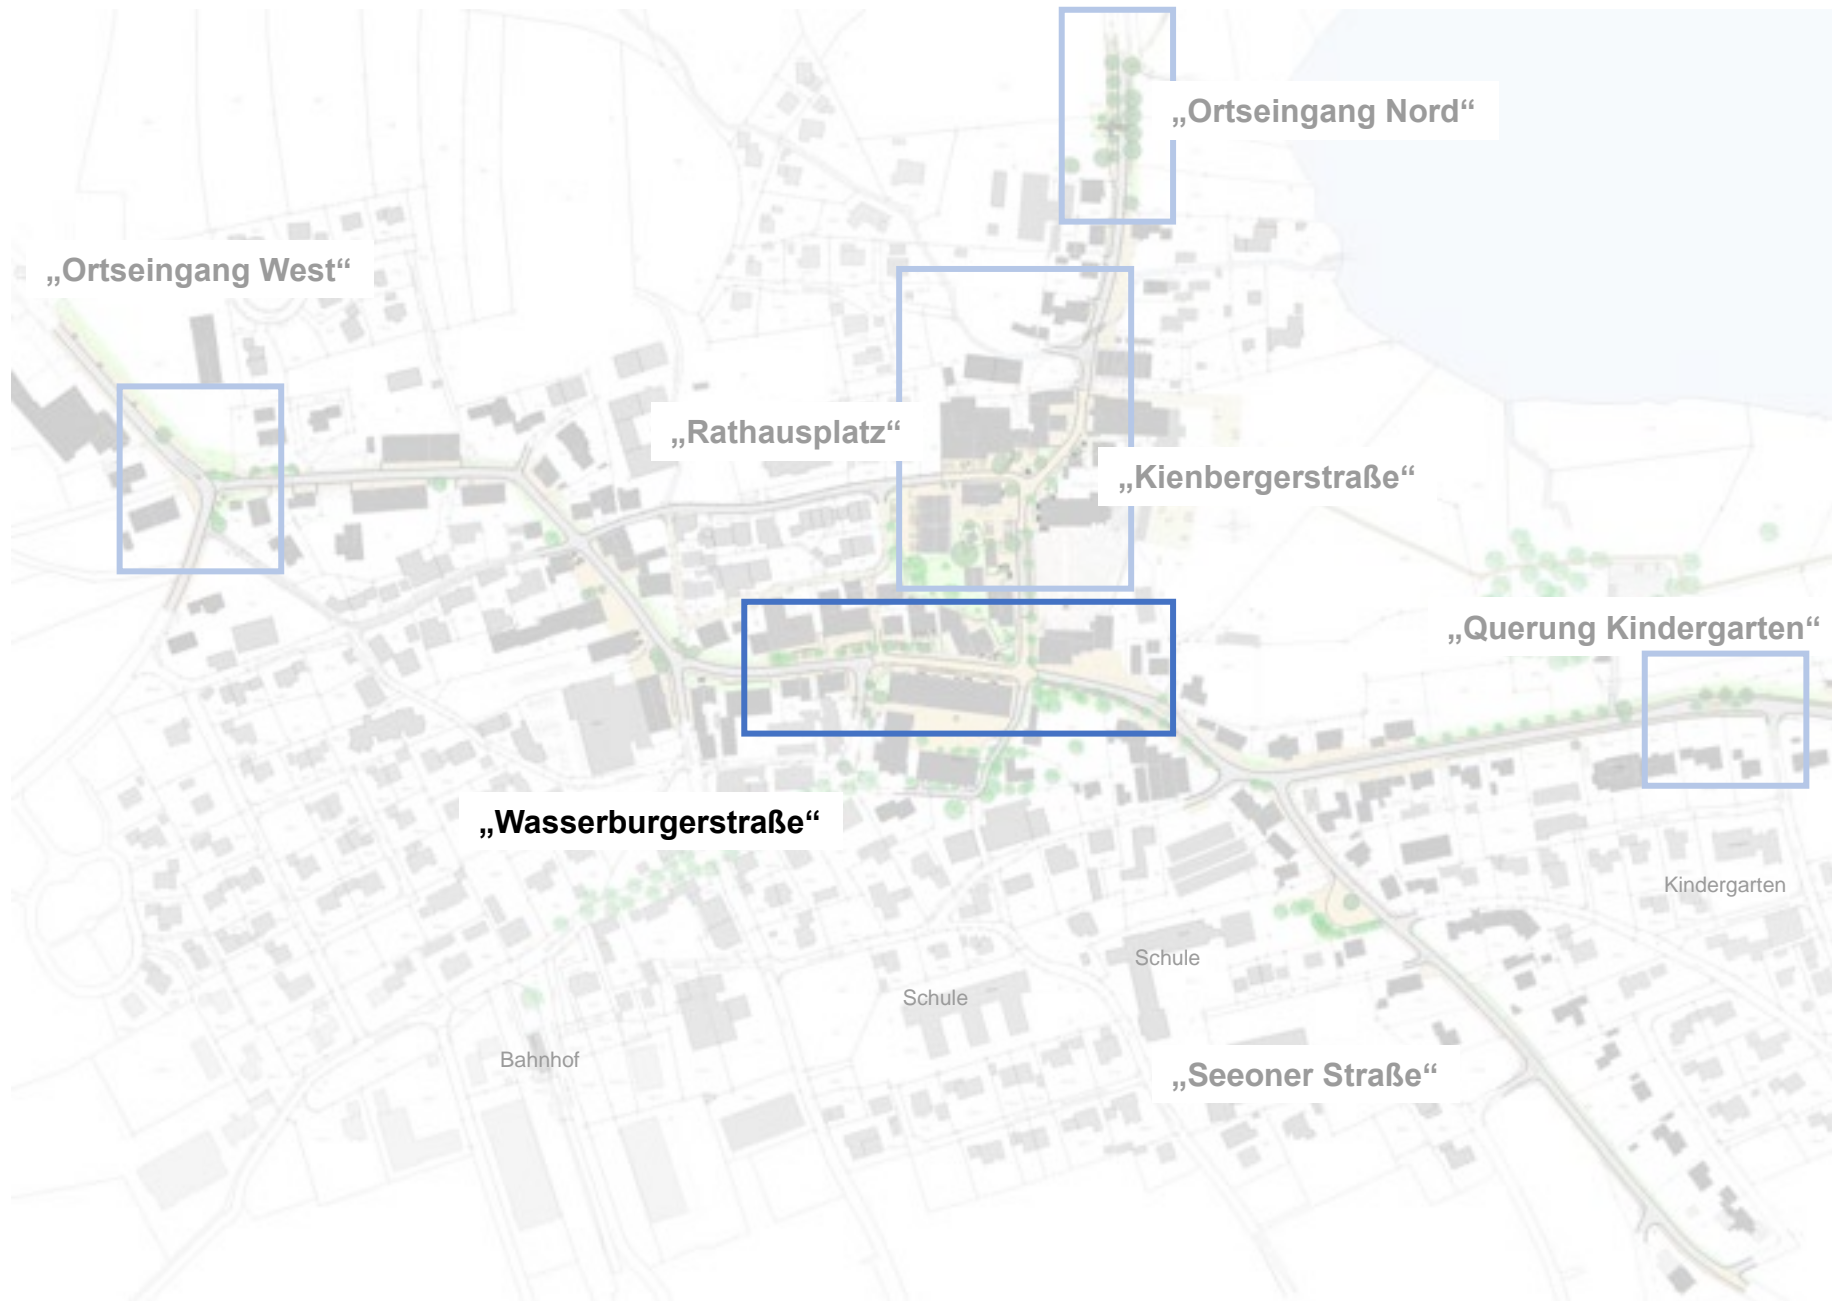 „Ortseingang Nord“
„Ortseingang West“
„Rathausplatz“
„Kienbergerstraße“
„Querung Kindergarten“
„Wasserburgerstraße“
Kindergarten
Schule
Schule
Bahnhof
„Seeoner Straße“